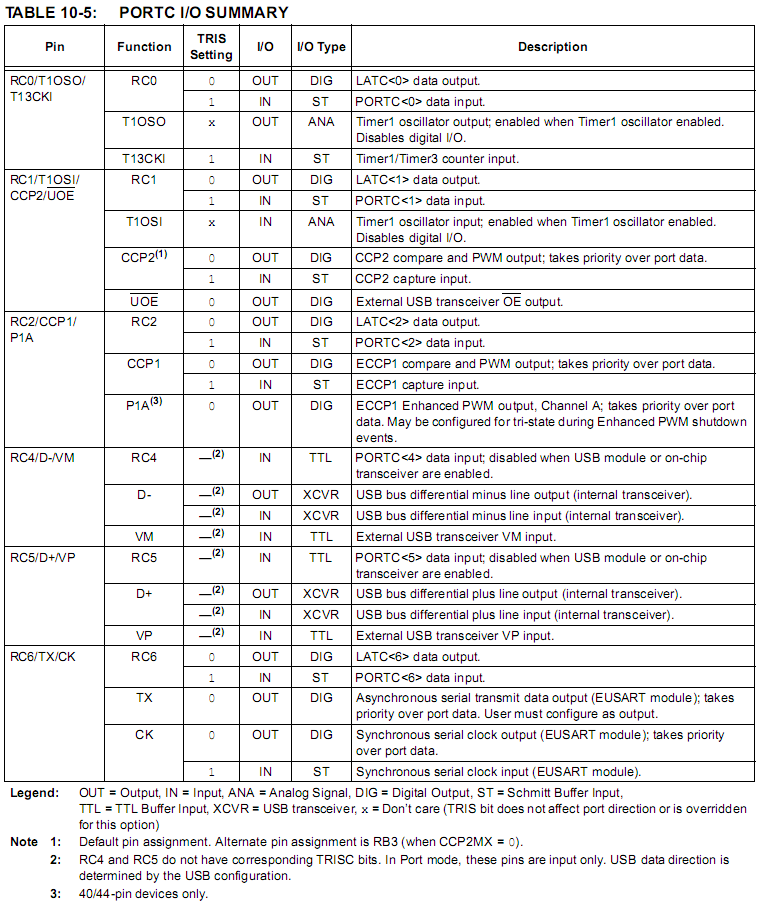 TABLE 10-5: PORTC I/O SUMMARY
Pin Function TRIS Setting I/O I/O Type Description
RC0/T1OSO/T13CKI RC0 0 OUT DIG LATC<0> data output.
1 IN ST PORTC<0> data input.
T1OSO x OUT ANA Timer1 oscillator output; enabled when Timer1 oscillator enabled.
Disables digital I/O.
T13CKI 1 IN ST Timer1/Timer3 counter input.
RC1/T1OSI/CCP2/UOE RC1 0 OUT DIG LATC<1> data output.
1 IN ST PORTC<1> data input.
T1OSI x IN ANA Timer1 oscillator input; enabled when Timer1 oscillator enabled.
Disables digital I/O.
CCP2(1) 0 OUT DIG CCP2 compare and PWM output; takes priority over port data.
1 IN ST CCP2 capture input.
UOE 0 OUT DIG External USB transceiver OE output.
RC2/CCP1/P1A RC2 0 OUT DIG LATC<2> data output.
1 IN ST PORTC<2> data input.
CCP1 0 OUT DIG ECCP1 compare and PWM output; takes priority over port data.
1 IN ST ECCP1 capture input.
P1A(3) 0 OUT DIG ECCP1 Enhanced PWM output, Channel A; takes priority over port
data. May be configured for tri-state during Enhanced PWM shutdown
events.
RC4/D-/VM RC4 —(2) IN TTL PORTC<4> data input; disabled when USB module or on-chip
transceiver are enabled.
D- —(2) OUT XCVR USB bus differential minus line output (internal transceiver).
—(2) IN XCVR USB bus differential minus line input (internal transceiver).
VM —(2) IN TTL External USB transceiver VM input.
RC5/D+/VP RC5 —(2) IN TTL PORTC<5> data input; disabled when USB module or on-chip
transceiver are enabled.
D+ —(2) OUT XCVR USB bus differential plus line output (internal transceiver).
—(2) IN XCVR USB bus differential plus line input (internal transceiver).
VP —(2) IN TTL External USB transceiver VP input.
RC6/TX/CK RC6 0 OUT DIG LATC<6> data output.
1 IN ST PORTC<6> data input.
TX 0 OUT DIG Asynchronous serial transmit data output (EUSART module); takes
priority over port data. User must configure as output.
CK 0 OUT DIG Synchronous serial clock output (EUSART module); takes priority
over port data.
1 IN ST Synchronous serial clock input (EUSART module).
Legend: OUT = Output, IN = Input, ANA = Analog Signal, DIG = Digital Output, ST = Schmitt Buffer Input,
TTL = TTL Buffer Input, XCVR = USB transceiver, x = Don't care (TRIS bit does not affect port direction or is overridden
for this option)
Note 1: Default pin assignment. Alternate pin assignment is RB3 (when CCP2MX = 0).
2: RC4 and RC5 do not have corresponding TRISC bits. In Port mode, these pins are input only. USB data direction is
determined by the USB configuration.
3: 40/44-pin devices only.